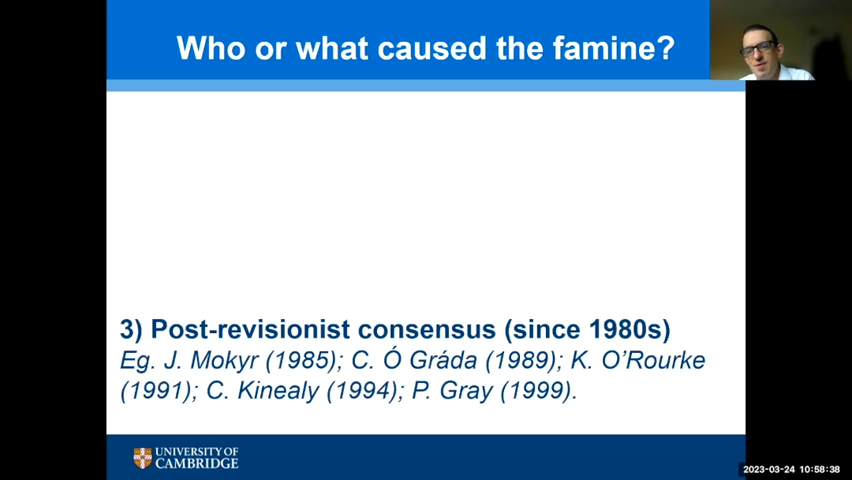 Who or what caused the famine?
3) Post-revisionist consensus (since 1980s)
Eg. J. Mokyr (1985); C. Ó Gráda (1989); K. O’Rourke
(1991); C. Kinealy (1994); P. Gray (1999).
UNIVERSITY OF
CAMBRIDGE
2023-03-24 10:58:38